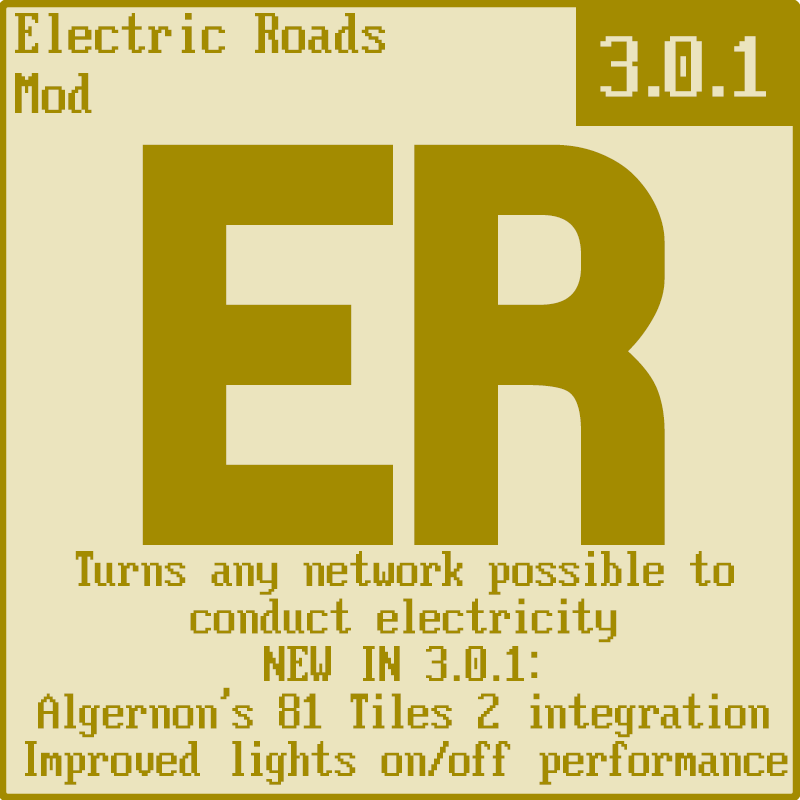 Electric Roads
Mod
3.0.1
ER
Turns any network possible to
conduct electricity
NEW IN 3.0.1:
Algernon's 81 Tiles 2 integration
Improved lights on/off performance